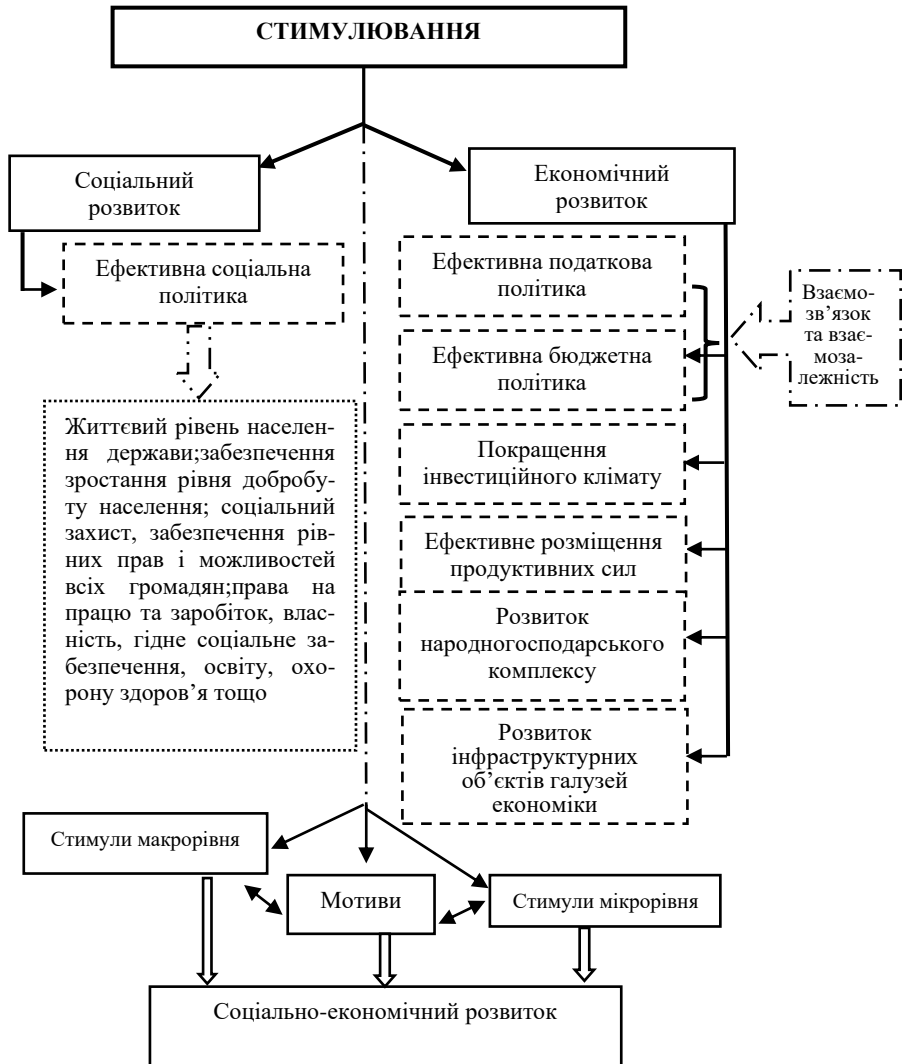 СТИМУЛЮВАННЯ
Соціальний
розвиток
Економічний
розвиток
Ефективна соціальна
політика
Ефективна податкова
політика
Взаємо-
зв’язок
та взає-
моза-
лежність
Ефективна бюджетна
політика
Життєвий рівень населен-
ня держави;забезпечення
зростання рівня добробу-
ту населення; соціальний
захист, забезпечення рів-
них прав і можливостей
всіх громадян;права на
працю та заробіток, влас-
ність, гідне соціальне за-
безпечення, освіту, охо-
рону здоров’я тощо
Покращення
інвестиційного клімату
Ефективне розміщення
продуктивних сил
Розвиток
народногосподарського
комплексу
Розвиток
інфраструктурних
об’єктів галузей
економіки
Стимули макрорівня
Мотиви
Стимули мікрорівня
Соціально-економічний розвиток